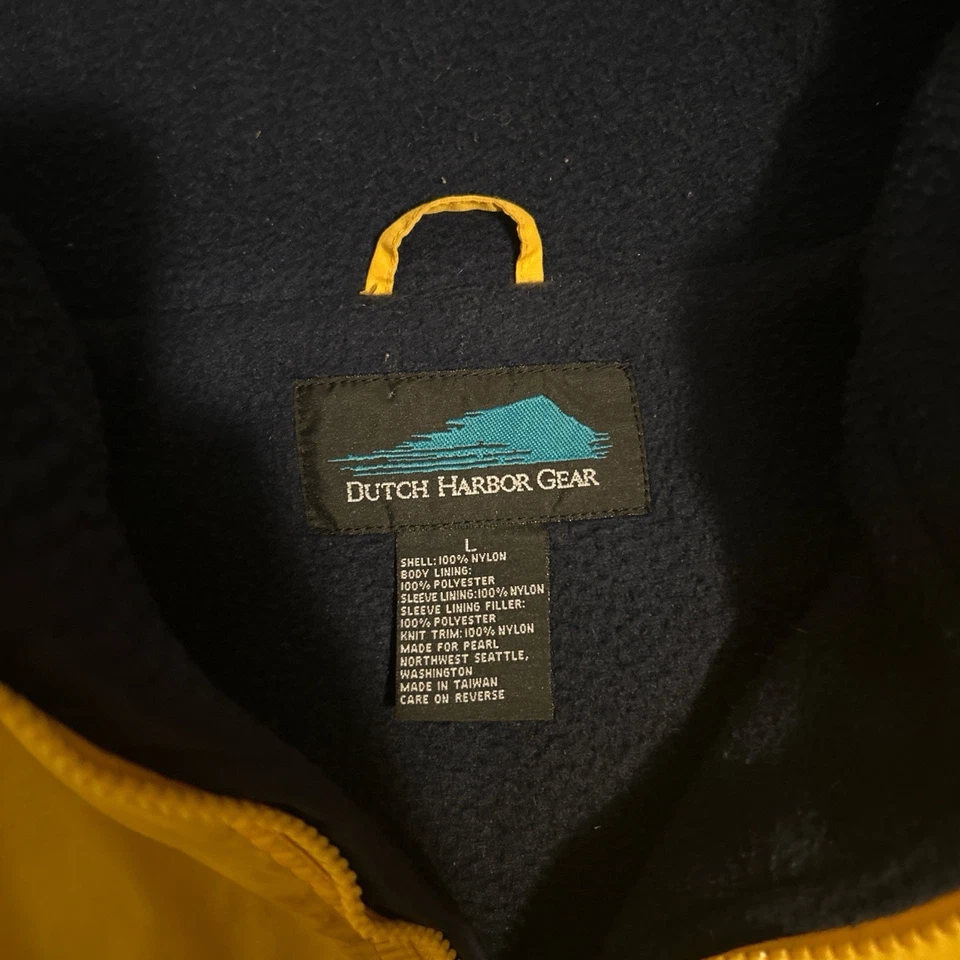 DUTCH HARBOR GEAR
L
SHELL:100% NYLON
BODY LINING:
100% POLYESTER
SLEEVE LINING:100% NYLON
SLEEVE LINING FILLER:
100% POLYESTER
KNIT TRIM:100% NYLON
MADE FOR PEARL
NORTHWEST SEATTLE,
WASHINGTON
MADE IN TAIWAN
CARE ON REVERSE